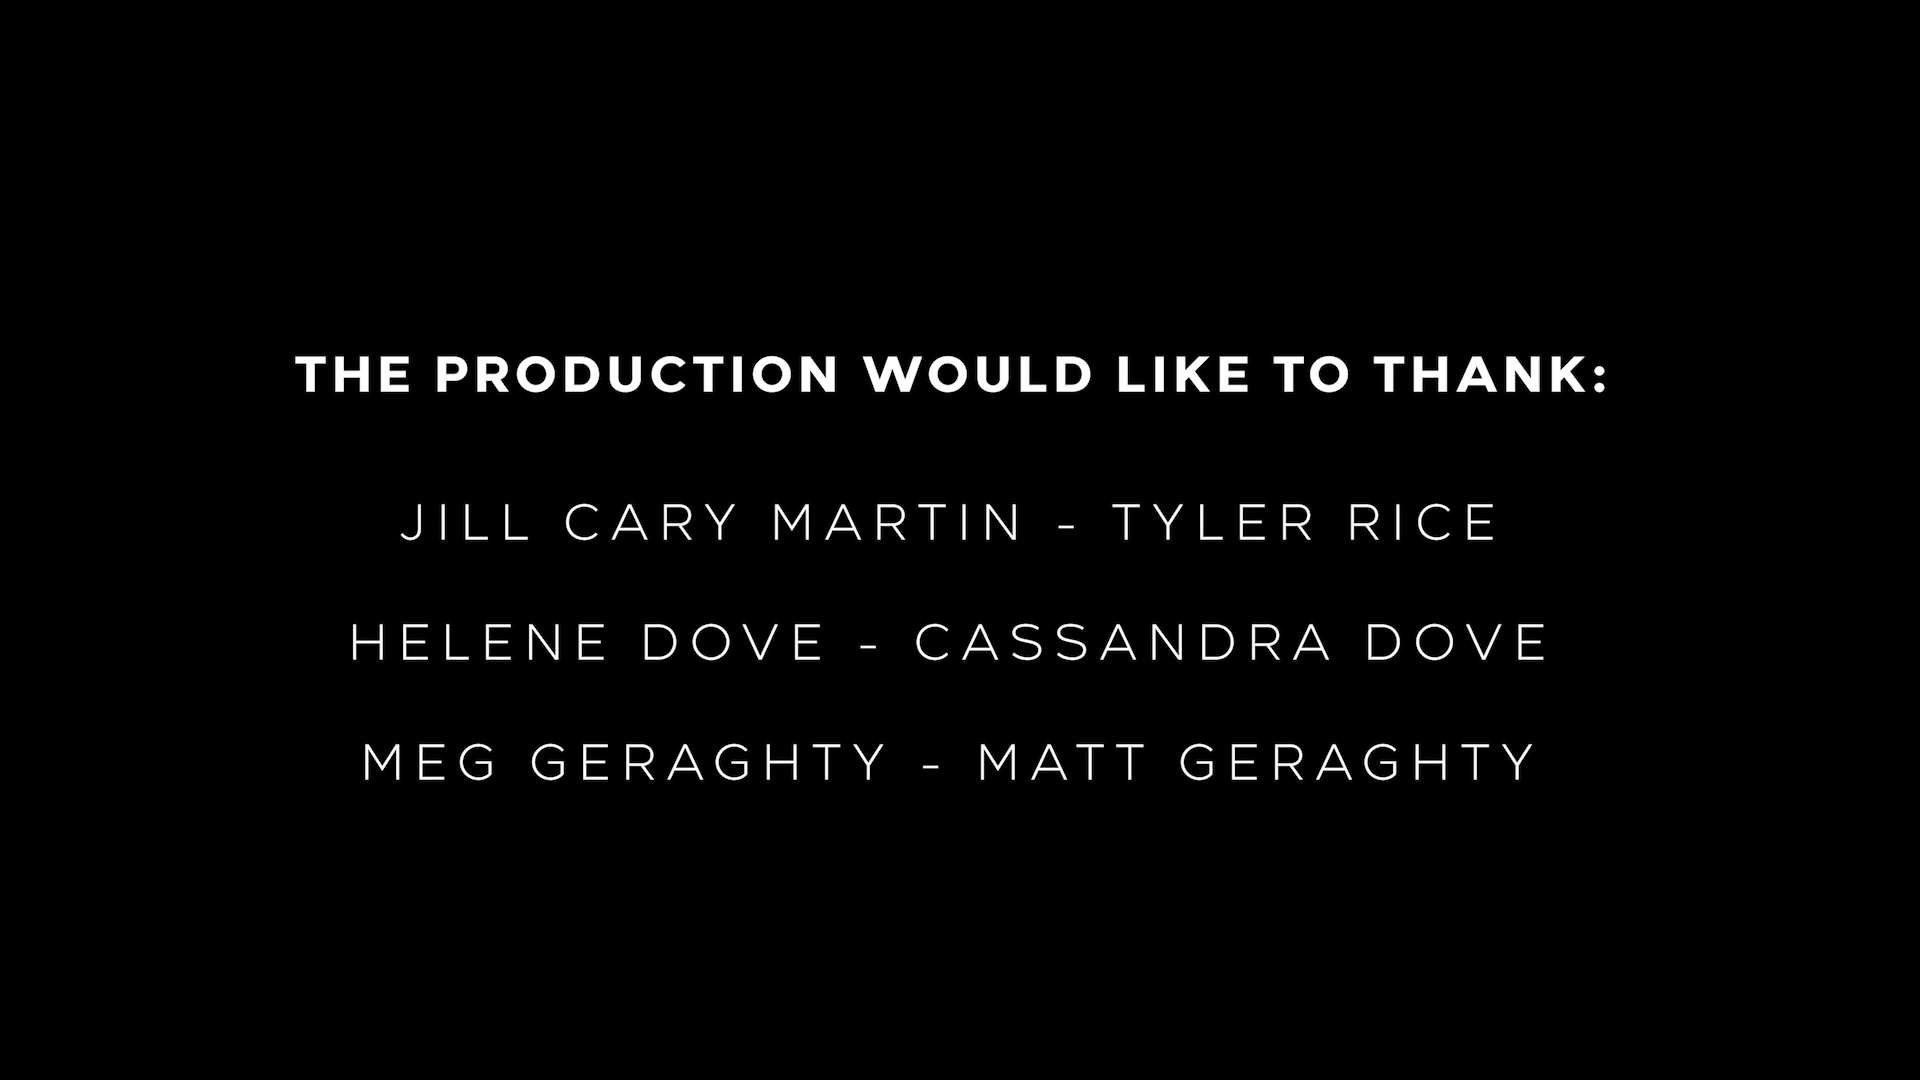 THE PRODUCTION WOULD LIKE TO THANK:
JILL CARY MARTIN - TYLER RICE
HELENE DOVE - CASSANDRA DOVE
MEG GERAGHTY - MATT GERAGHTY